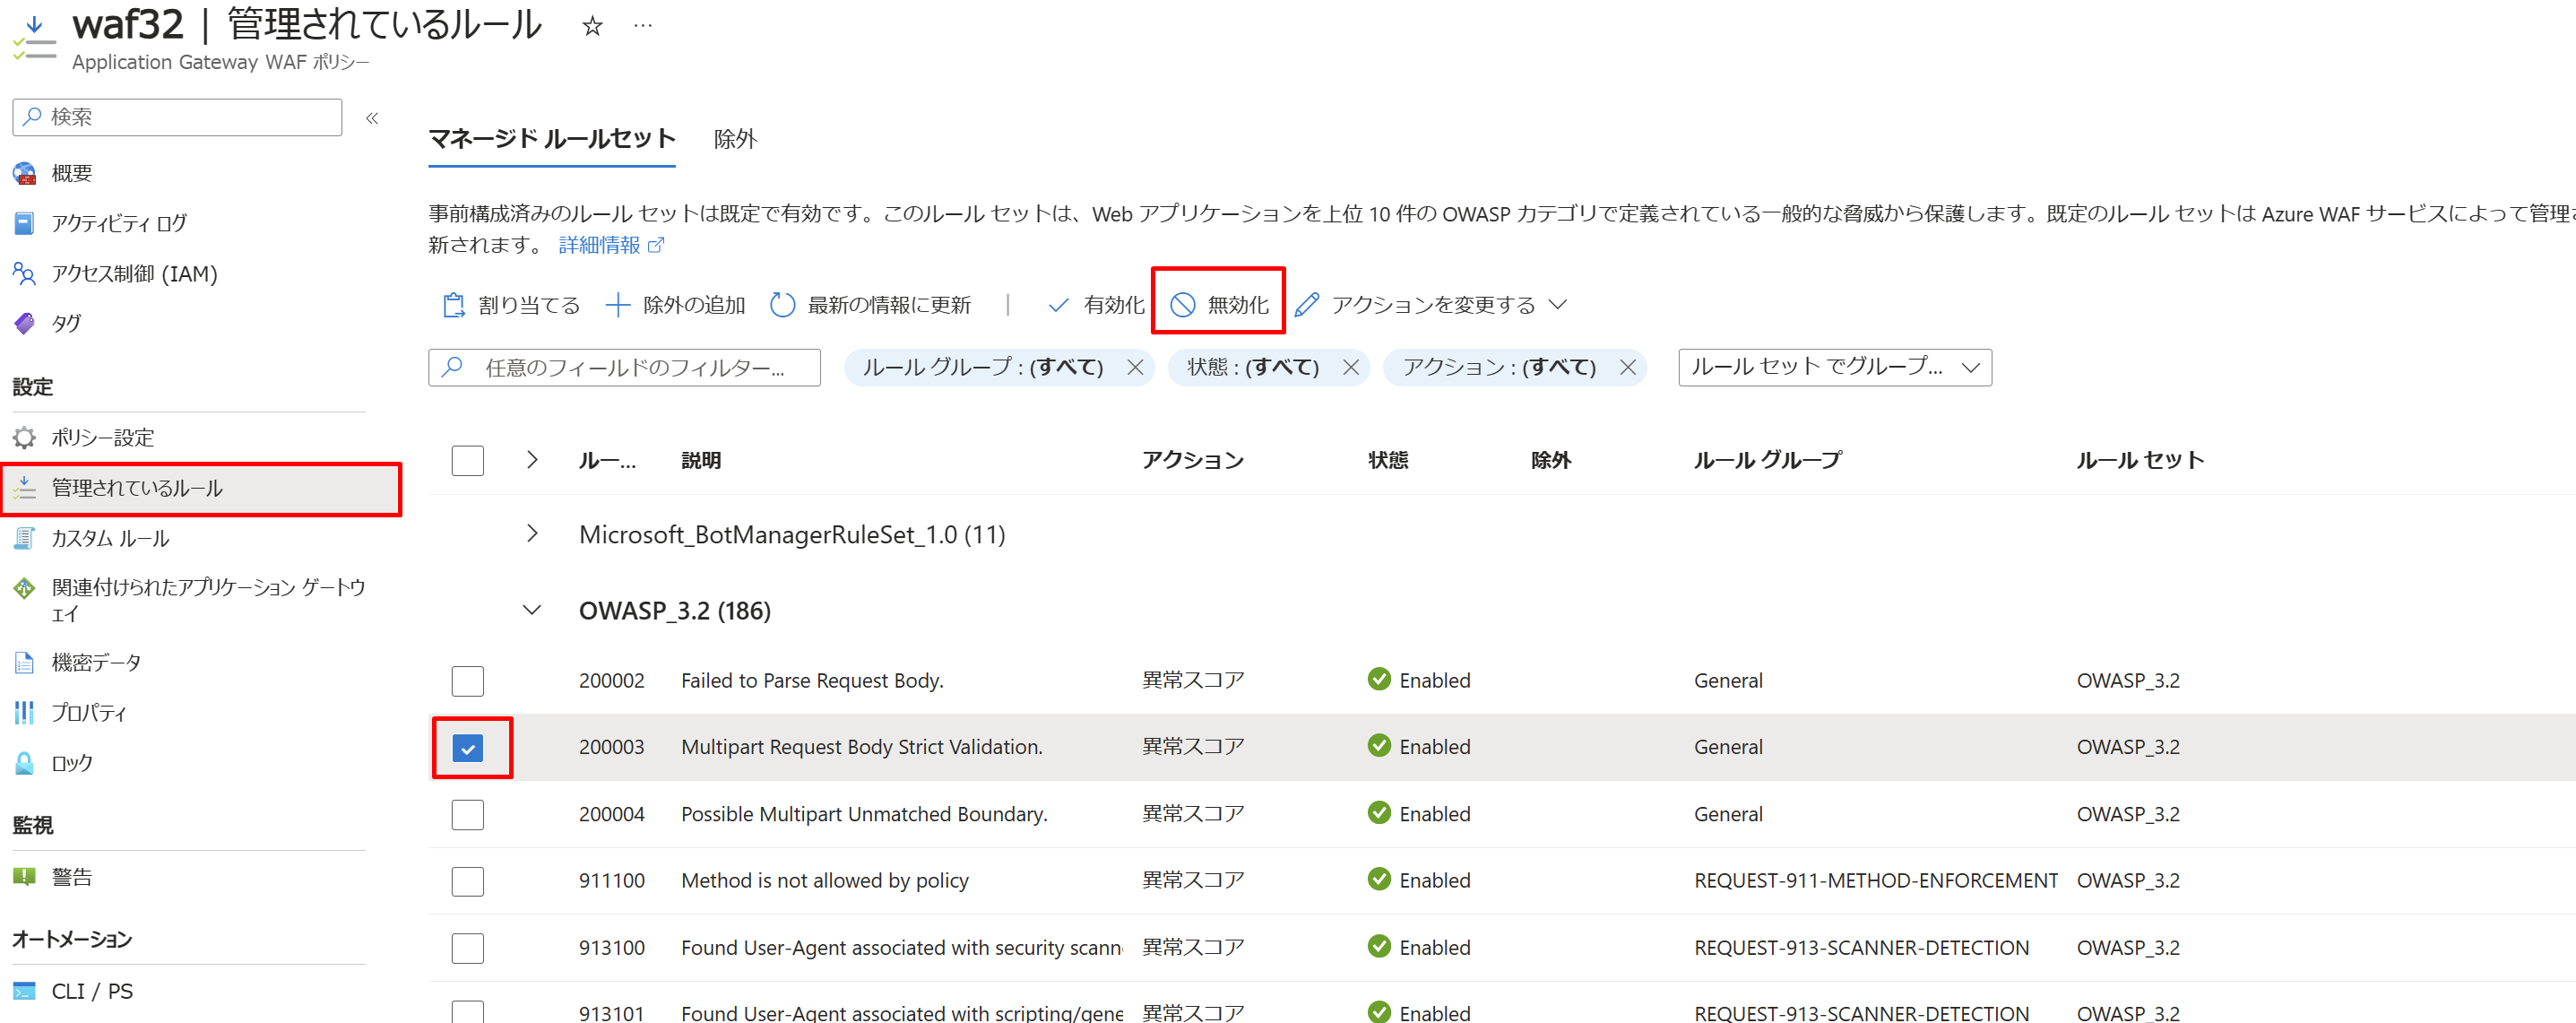 waf32 | 管理されているルール ☆ …
Application Gateway WAF ポリシー
検索
«
概要
アクティビティ ログ
アクセス制御 (IAM)
タグ
設定
ポリシー設定
管理されているルール
カスタム ルール
関連付けられたアプリケーション ゲートウ
ェイ
機密データ
プロパティ
ロック
監視
警告
オートメーション
CLI / PS
マネージド ルールセット 除外
事前構成済みのルール セットは既定で有効です。このルール セットは、Web アプリケーションを上位 10 件の OWASP カテゴリで定義されている一般的な脅威から保護します。既定のルール セットは Azure WAF サービスによって管理さ
新されます。 詳細情報
割り当てる 除外の追加 最新の情報に更新 | 有効化 無効化 アクションを変更する
任意のフィールドのフィルター... ルール グループ : (すべて) 状態 : (すべて) アクション : (すべて) ルール セット でグループ...
ルー... 説明 アクション 状態 除外 ルール グループ ルール セット
Microsoft_BotManagerRuleSet_1.0 (11)
OWASP_3.2 (186)
200002 Failed to Parse Request Body. 異常スコア Enabled General OWASP_3.2
200003 Multipart Request Body Strict Validation. 異常スコア Enabled General OWASP_3.2
200004 Possible Multipart Unmatched Boundary. 異常スコア Enabled General OWASP_3.2
911100 Method is not allowed by policy 異常スコア Enabled REQUEST-911-METHOD-ENFORCEMENT OWASP_3.2
913100 Found User-Agent associated with security scann 異常スコア Enabled REQUEST-913-SCANNER-DETECTION OWASP_3.2
913101 Found User-Agent associated with scripting/gene 異常スコア Enabled REQUEST-913-SCANNER-DETECTION OWASP_3.2